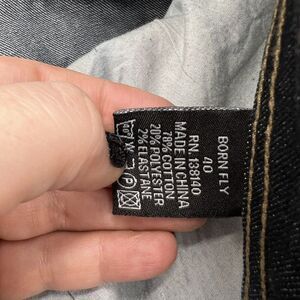 BORN FLY
40
RN. 138140
MADE IN CHINA
78% COTTON
20% POLYESTER
2% ELASTANE